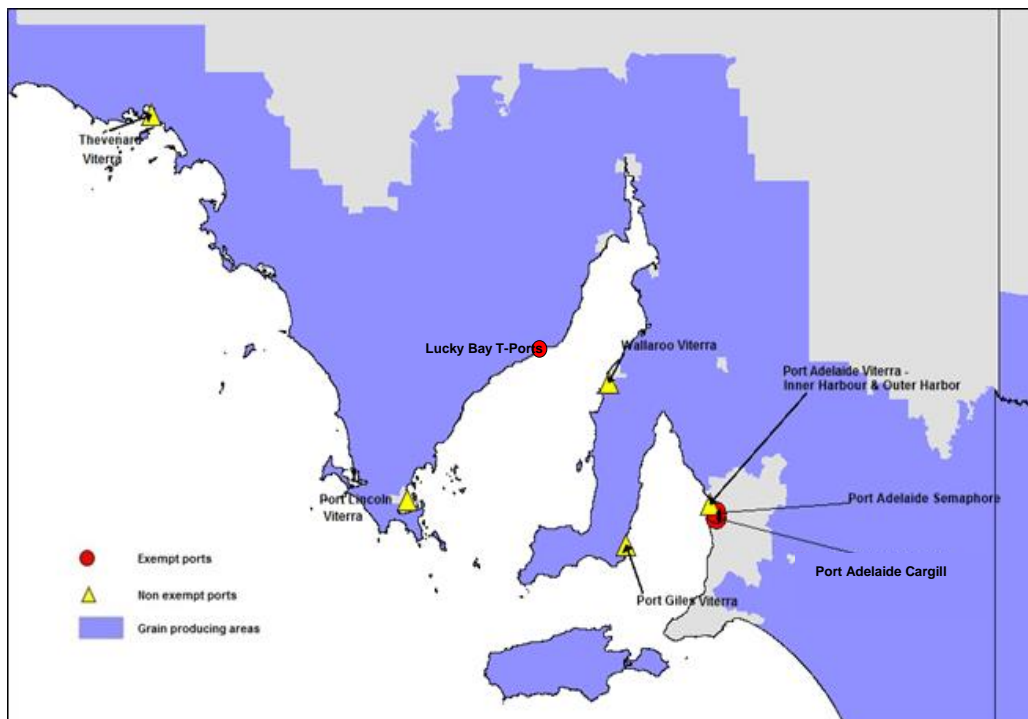 Thevenard
Viterra
Lucky Bay T-Ports
Wallaroo Viterra
Port Adelaide Viterra -
Inner Harbour & Outer Harbor
Port Lincoln
Viterra
Port Adelaide Semaphore
Port Adelaide Cargill
Port Giles Viterra
Exempt ports
Non exempt ports
Grain producing areas